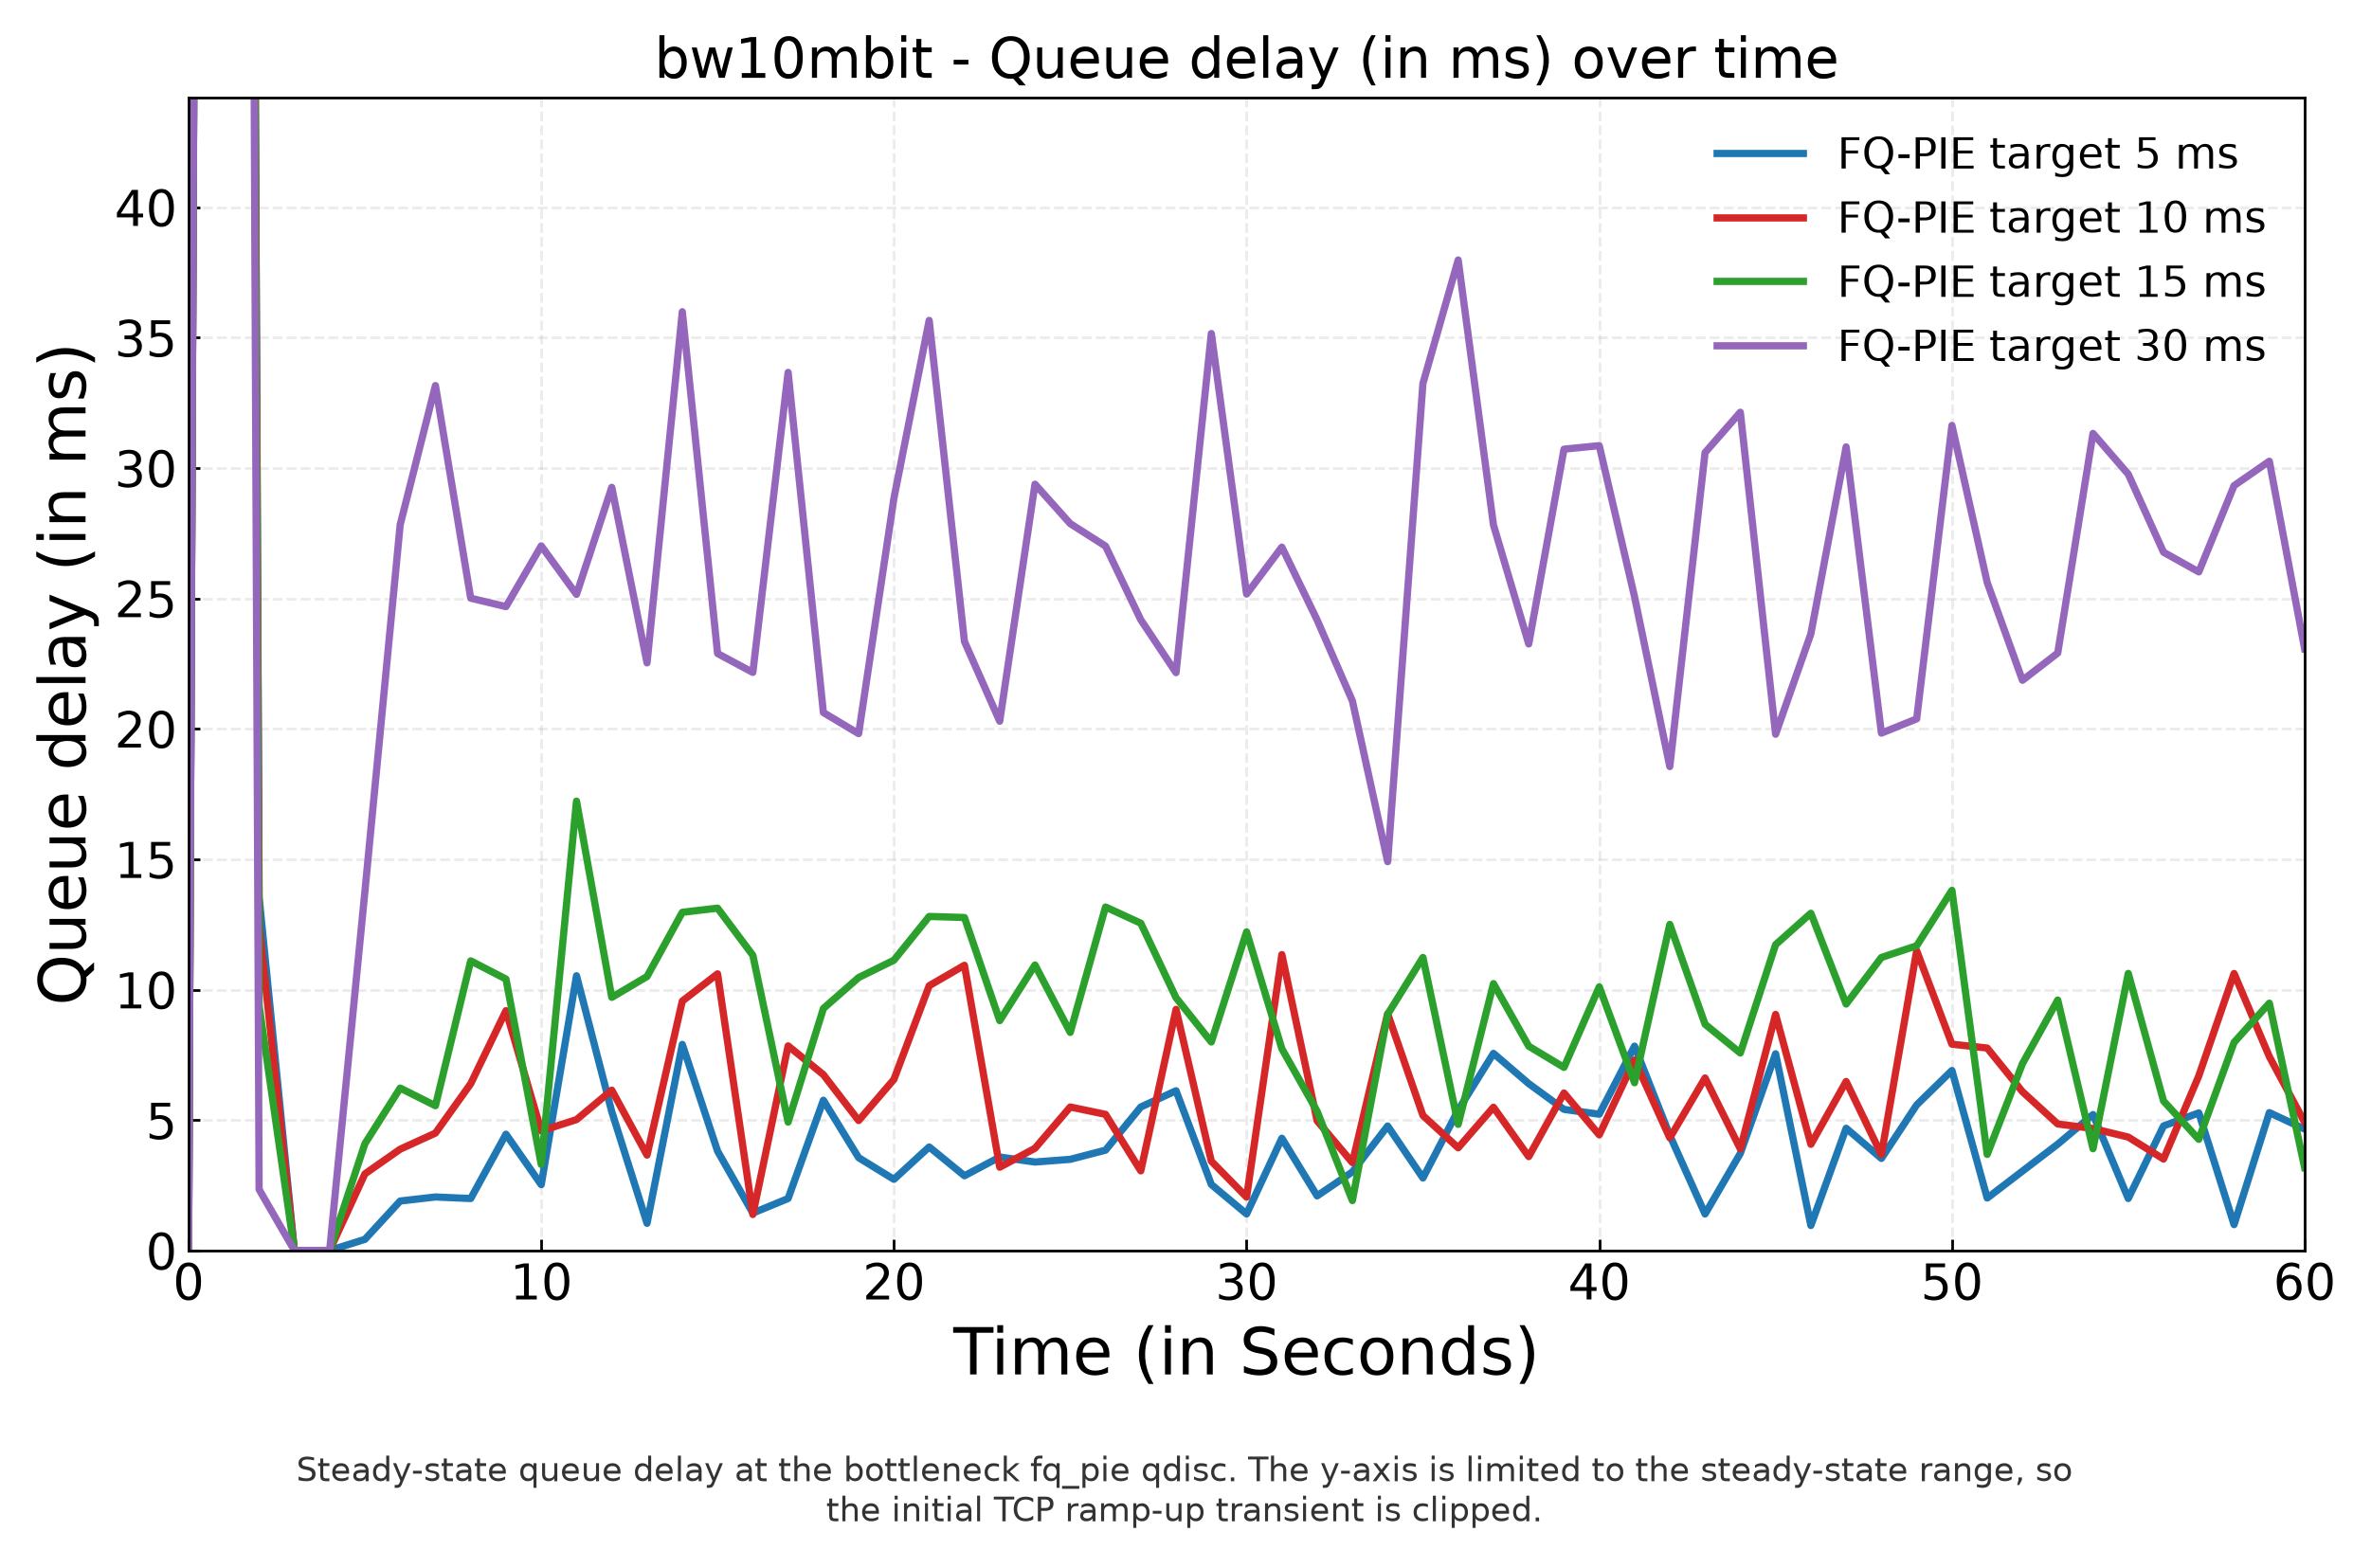 bw10mbit - Queue delay (in ms) over time
FQ-PIE target 5 ms
FQ-PIE target 10 ms
FQ-PIE target 15 ms
FQ-PIE target 30 ms
Queue delay (in ms)
40
35
30
25
20
15
10
5
0
0 10 20 30 40 50 60
Time (in Seconds)
Steady-state queue delay at the bottleneck fq_pie qdisc. The y-axis is limited to the steady-state range, so
the initial TCP ramp-up transient is clipped.